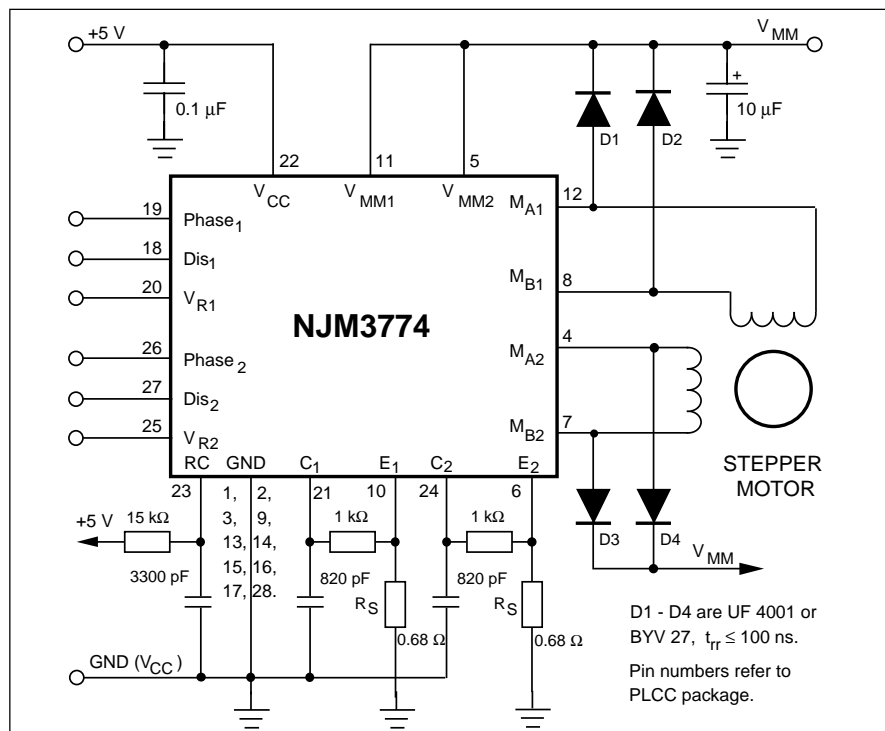 +5 V
V MM
0.1 µF
+
10 µF
D1
D2
22
11
5
V CC
V MM1
V MM2
12
M A1
19
Phase 1
18
Dis 1
8
M B1
20
V R1
NJM3774
4
M A2
26
Phase 2
27
Dis 2
7
M B2
25
V R2
RC
GND
C 1
E 1
C 2
E 2
STEPPER
MOTOR
23
1, 2,
3, 9,
13, 14,
15, 16,
17, 28.
21
10
24
6
+5 V
15 kΩ
1 kΩ
1 kΩ
D3
D4
V MM
3300 pF
820 pF
R S
820 pF
R S
0.68 Ω
0.68 Ω
GND (V CC )
D1 - D4 are UF 4001 or
BYV 27, t rr ≤ 100 ns.
Pin numbers refer to
PLCC package.